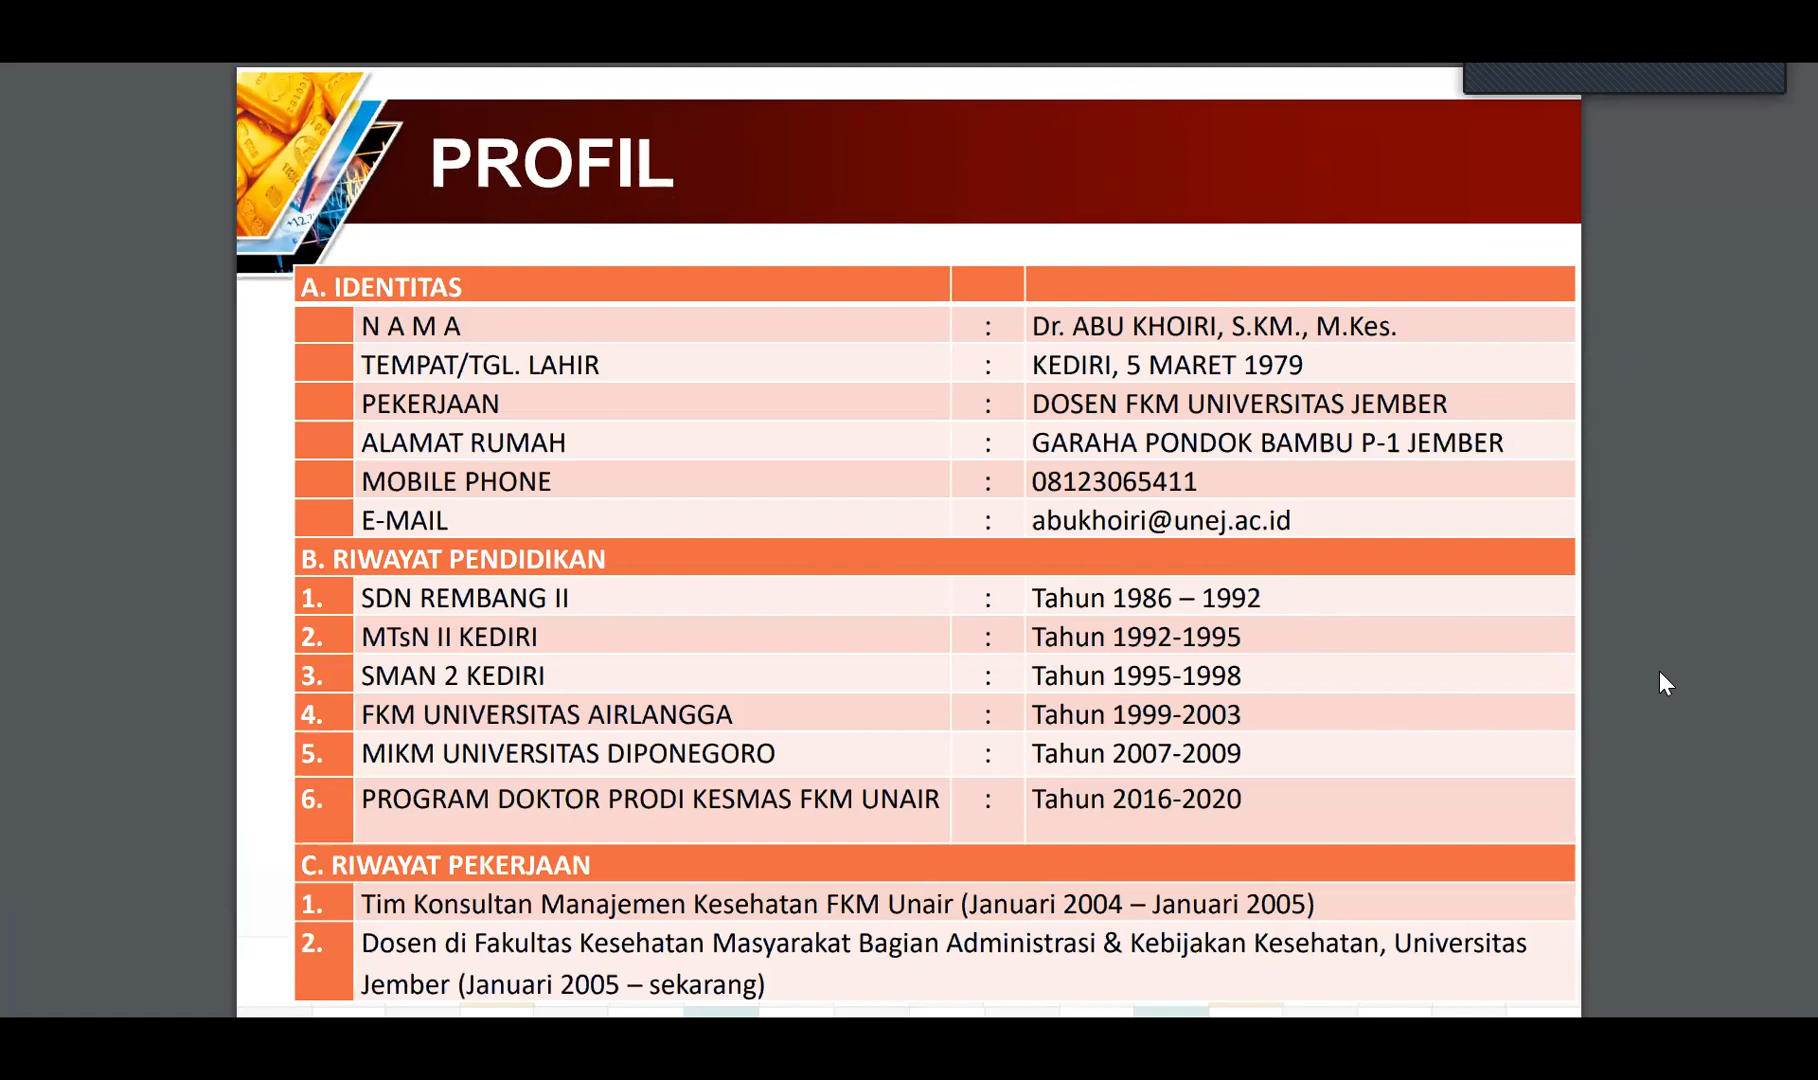 PROFIL
A. IDENTITAS
N A M A : Dr. ABU KHOIRI, S.KM., M.Kes.
TEMPAT/TGL. LAHIR : KEDIRI, 5 MARET 1979
PEKERJAAN : DOSEN FKM UNIVERSITAS JEMBER
ALAMAT RUMAH : GARAHA PONDOK BAMBU P-1 JEMBER
MOBILE PHONE : 08123065411
E-MAIL : abukhoiri@unej.ac.id
B. RIWAYAT PENDIDIKAN
1. SDN REMBANG II : Tahun 1986 – 1992
2. MTsN II KEDIRI : Tahun 1992-1995
3. SMAN 2 KEDIRI : Tahun 1995-1998
4. FKM UNIVERSITAS AIRLANGGA : Tahun 1999-2003
5. MIKM UNIVERSITAS DIPONEGORO : Tahun 2007-2009
6. PROGRAM DOKTOR PRODI KESMAS FKM UNAIR : Tahun 2016-2020
C. RIWAYAT PEKERJAAN
1. Tim Konsultan Manajemen Kesehatan FKM Unair (Januari 2004 – Januari 2005)
2. Dosen di Fakultas Kesehatan Masyarakat Bagian Administrasi & Kebijakan Kesehatan, Universitas
Jember (Januari 2005 – sekarang)